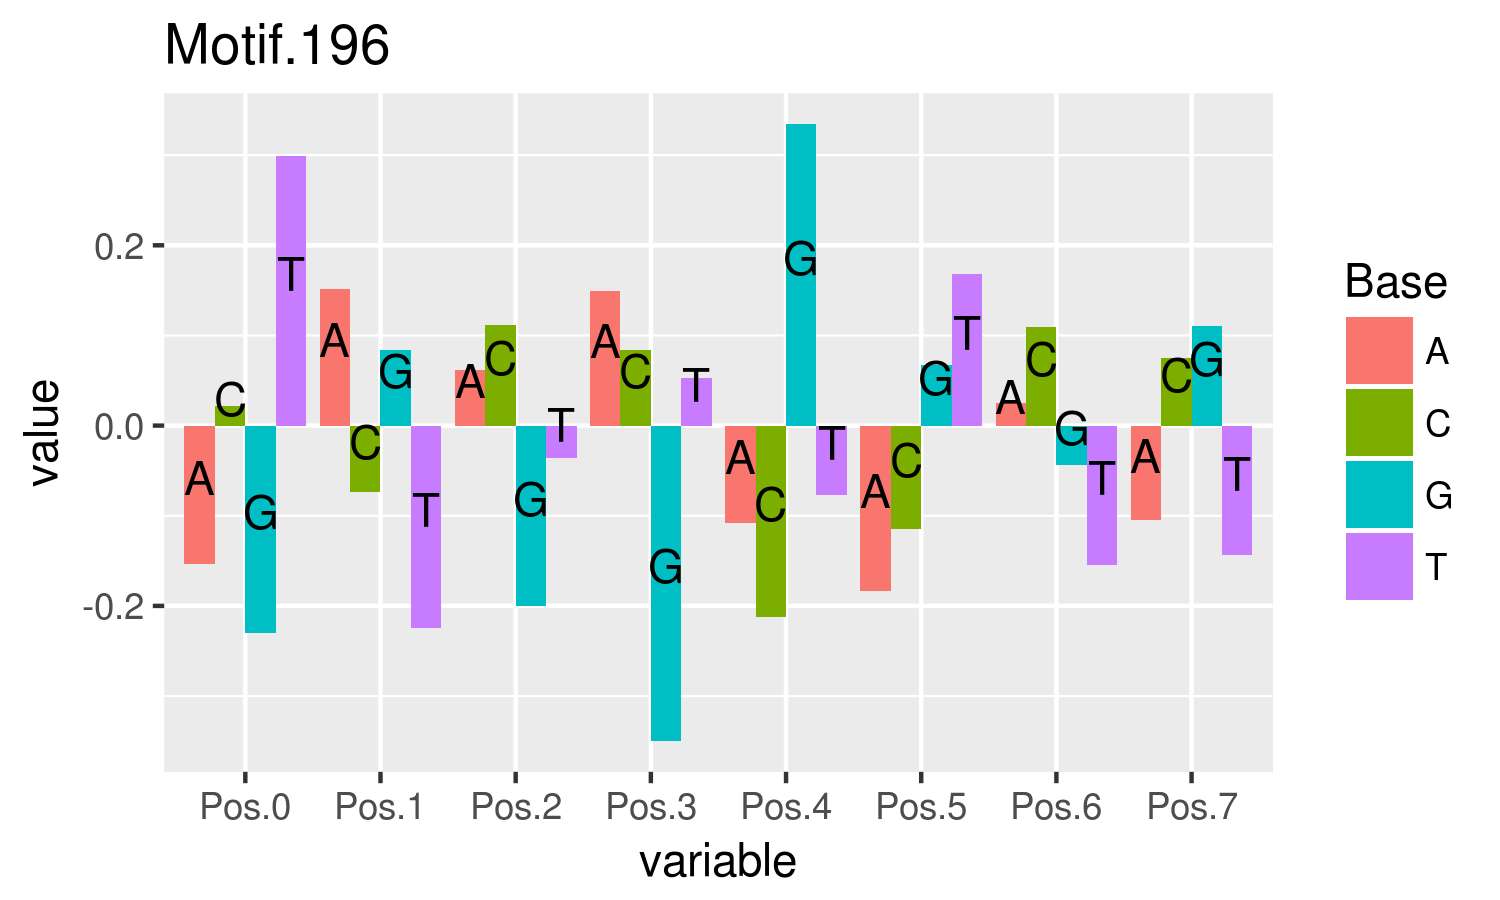 Motif.196
value
0.2
0.0
-0.2
A C G T A C G T A C G T A C G T A C G T A C G T A C G T A C G T
Pos.0 Pos.1 Pos.2 Pos.3 Pos.4 Pos.5 Pos.6 Pos.7
variable
Base
A
C
G
T